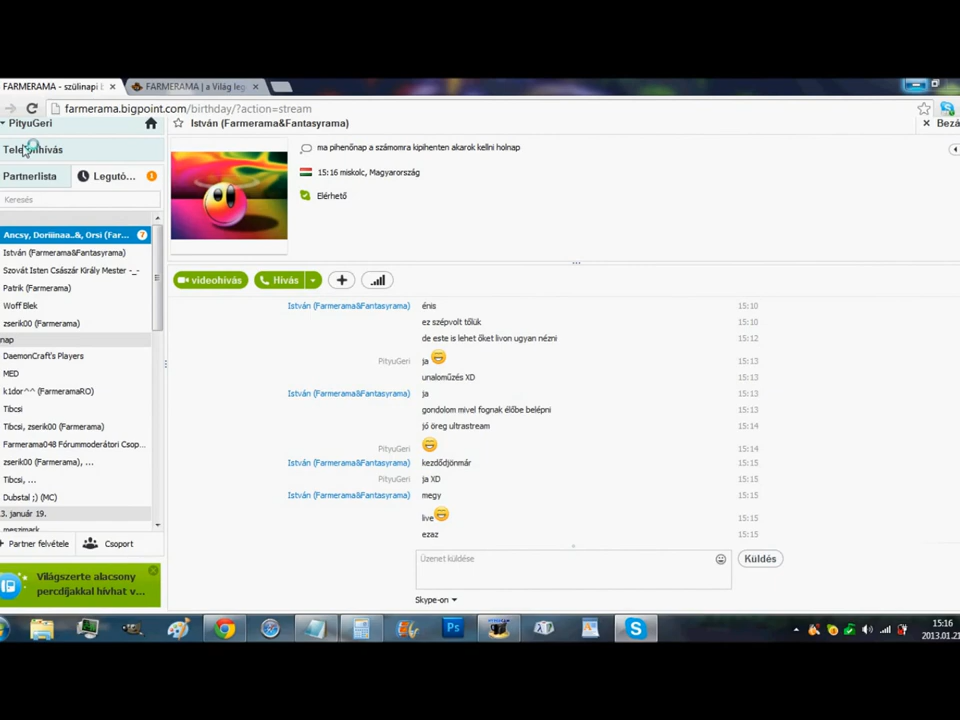 FARMERAMA - szülinapi
FARMERAMA | a Világ leg
farmerama.bigpoint.com/birthday/?action=stream
PityuGeri
István (Farmerama&Fantasyrama)
Bezá
ma pihenőnap a számomra kipihenten akarok kellni holnap
15:16 miskolc, Magyarország
Elérhető
Partnerlista
Legutó... 1
Keresés
Ancsy, Doriiinaa..&, Orsi (Far... 7
István (Farmerama&Fantasyrama)
Szovát Isten Császár Király Mester -_-
Patrik (Farmerama)
Woff Blek
zserik00 (Farmerama)
nap
DaemonCraft's Players
MED
k1dor^^ (FarmeramaRO)
Tibcsi
Tibcsi, zserik00 (Farmerama)
Farmerama048 Fórummoderátori Csop...
zserik00 (Farmerama), ...
Tibcsi, ...
Dubstal ;) (MC)
3. január 19.
meszimark
Partner felvétele
Csoport
Világszerte alacsony
percdíjakkal hívhat v...
videohívás
Hívás
István (Farmerama&Fantasyrama) énis 15:10
ez szépvolt tőlük 15:10
de este is lehet őket livon ugyan nézni 15:12
PityuGeri ja 15:13
unaloműzés XD 15:13
István (Farmerama&Fantasyrama) ja 15:13
gondolom mivel fognak élőbe belépni 15:13
jó öreg ultrastream 15:14
PityuGeri 15:14
István (Farmerama&Fantasyrama) kezdődjönmár 15:15
PityuGeri ja XD 15:15
István (Farmerama&Fantasyrama) megy 15:15
live 15:15
ezaz 15:15
Üzenet küldése
Küldés
Skype-on
Ps
15:16
2013.01.21